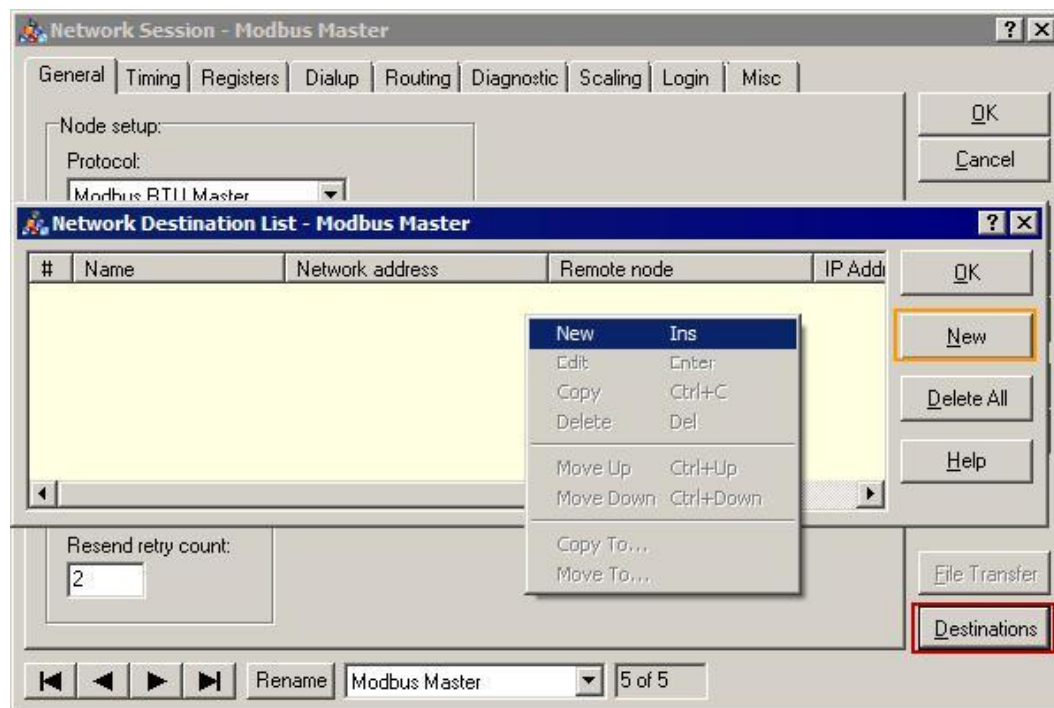 Network Session - Modbus Master
General Timing Registers Dialup Routing Diagnostic Scaling Login Misc
OK
Node setup:
Protocol:
Cancel
Modbus RTU Master
Network Destination List - Modbus Master
# Name Network address Remote node IP Addr
OK
New Ins
New
Edit Enter
Copy Ctrl+C
Delete All
Delete Del
Move Up Ctrl+Up
Help
Move Down Ctrl+Down
Resend retry count:
Copy To...
2
Move To...
File Transfer
Destinations
Rename Modbus Master 5 of 5